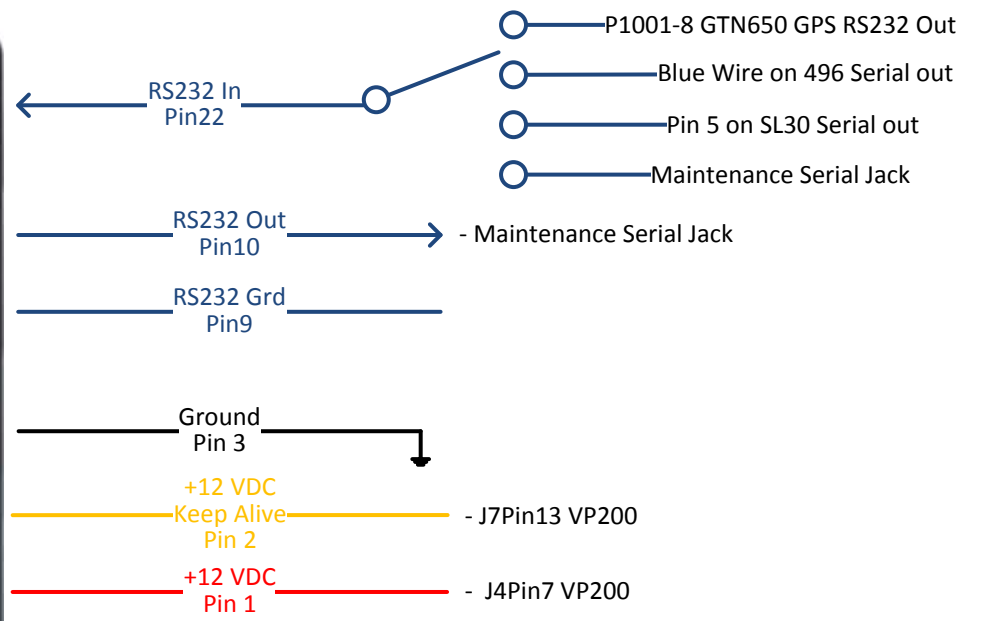 P1001-8 GTN650 GPS RS232 Out
Blue Wire on 496 Serial out
RS232 In
Pin22
Pin 5 on SL30 Serial out
Maintenance Serial Jack
RS232 Out
Pin10
- Maintenance Serial Jack
RS232 Grd
Pin9
Ground
Pin 3
+12 VDC
Keep Alive
Pin 2
- J7Pin13 VP200
+12 VDC
Pin 1
- J4Pin7 VP200